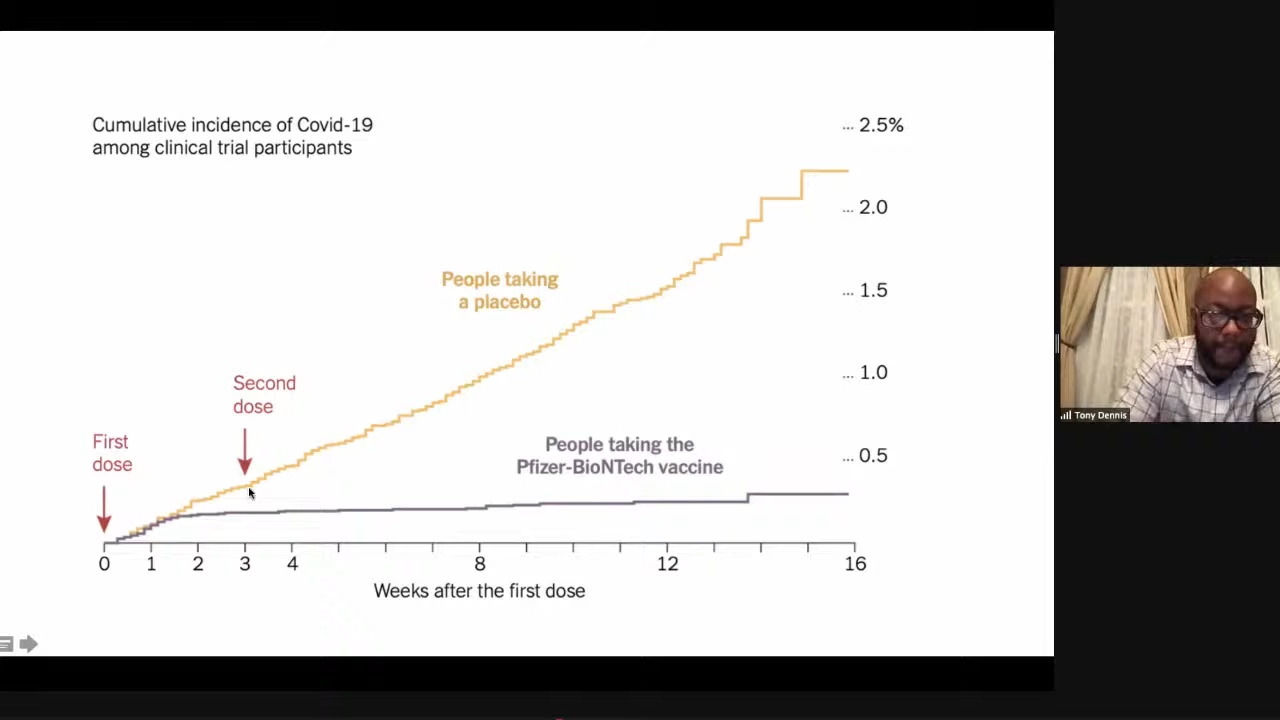 Cumulative incidence of Covid-19
among clinical trial participants
... 2.5%
... 2.0
People taking
a placebo
... 1.5
... 1.0
Second
dose
First
dose
People taking the
Pfizer-BioNTech vaccine
... 0.5
0 1 2 3 4 8 12 16
Weeks after the first dose
Tony Dennis